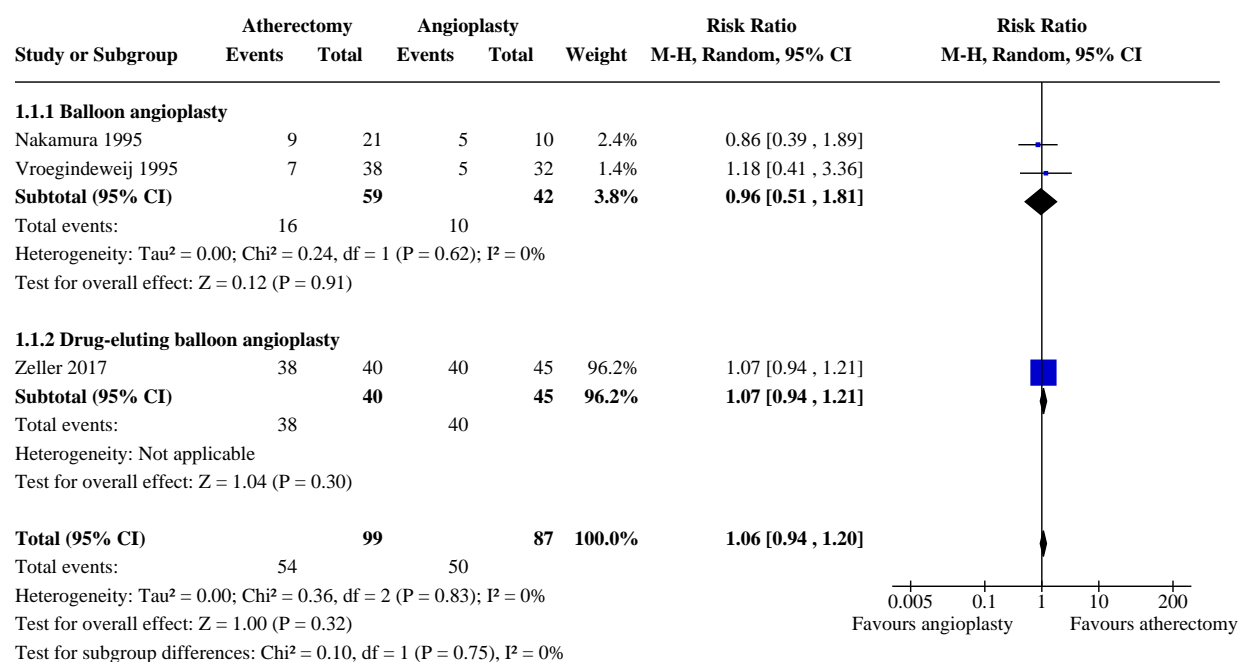 Atherectomy Angioplasty Risk Ratio Risk Ratio
Study or Subgroup Events Total Events Total Weight M-H, Random, 95% CI M-H, Random, 95% CI
1.1.1 Balloon angioplasty
Nakamura 1995 9 21 5 10 2.4% 0.86 [0.39 , 1.89]
Vroegindeweij 1995 7 38 5 32 1.4% 1.18 [0.41 , 3.36]
Subtotal (95% CI) 59 42 3.8% 0.96 [0.51 , 1.81]
Total events: 16 10
Heterogeneity: Tau² = 0.00; Chi² = 0.24, df = 1 (P = 0.62); I² = 0%
Test for overall effect: Z = 0.12 (P = 0.91)
1.1.2 Drug-eluting balloon angioplasty
Zeller 2017 38 40 40 45 96.2% 1.07 [0.94 , 1.21]
Subtotal (95% CI) 40 45 96.2% 1.07 [0.94 , 1.21]
Total events: 38 40
Heterogeneity: Not applicable
Test for overall effect: Z = 1.04 (P = 0.30)
Total (95% CI) 99 87 100.0% 1.06 [0.94 , 1.20]
Total events: 54 50
Heterogeneity: Tau² = 0.00; Chi² = 0.36, df = 2 (P = 0.83); I² = 0%
0.005 0.1 1 10 200
Test for overall effect: Z = 1.00 (P = 0.32)
Favours angioplasty Favours atherectomy
Test for subgroup differences: Chi² = 0.10, df = 1 (P = 0.75), I² = 0%